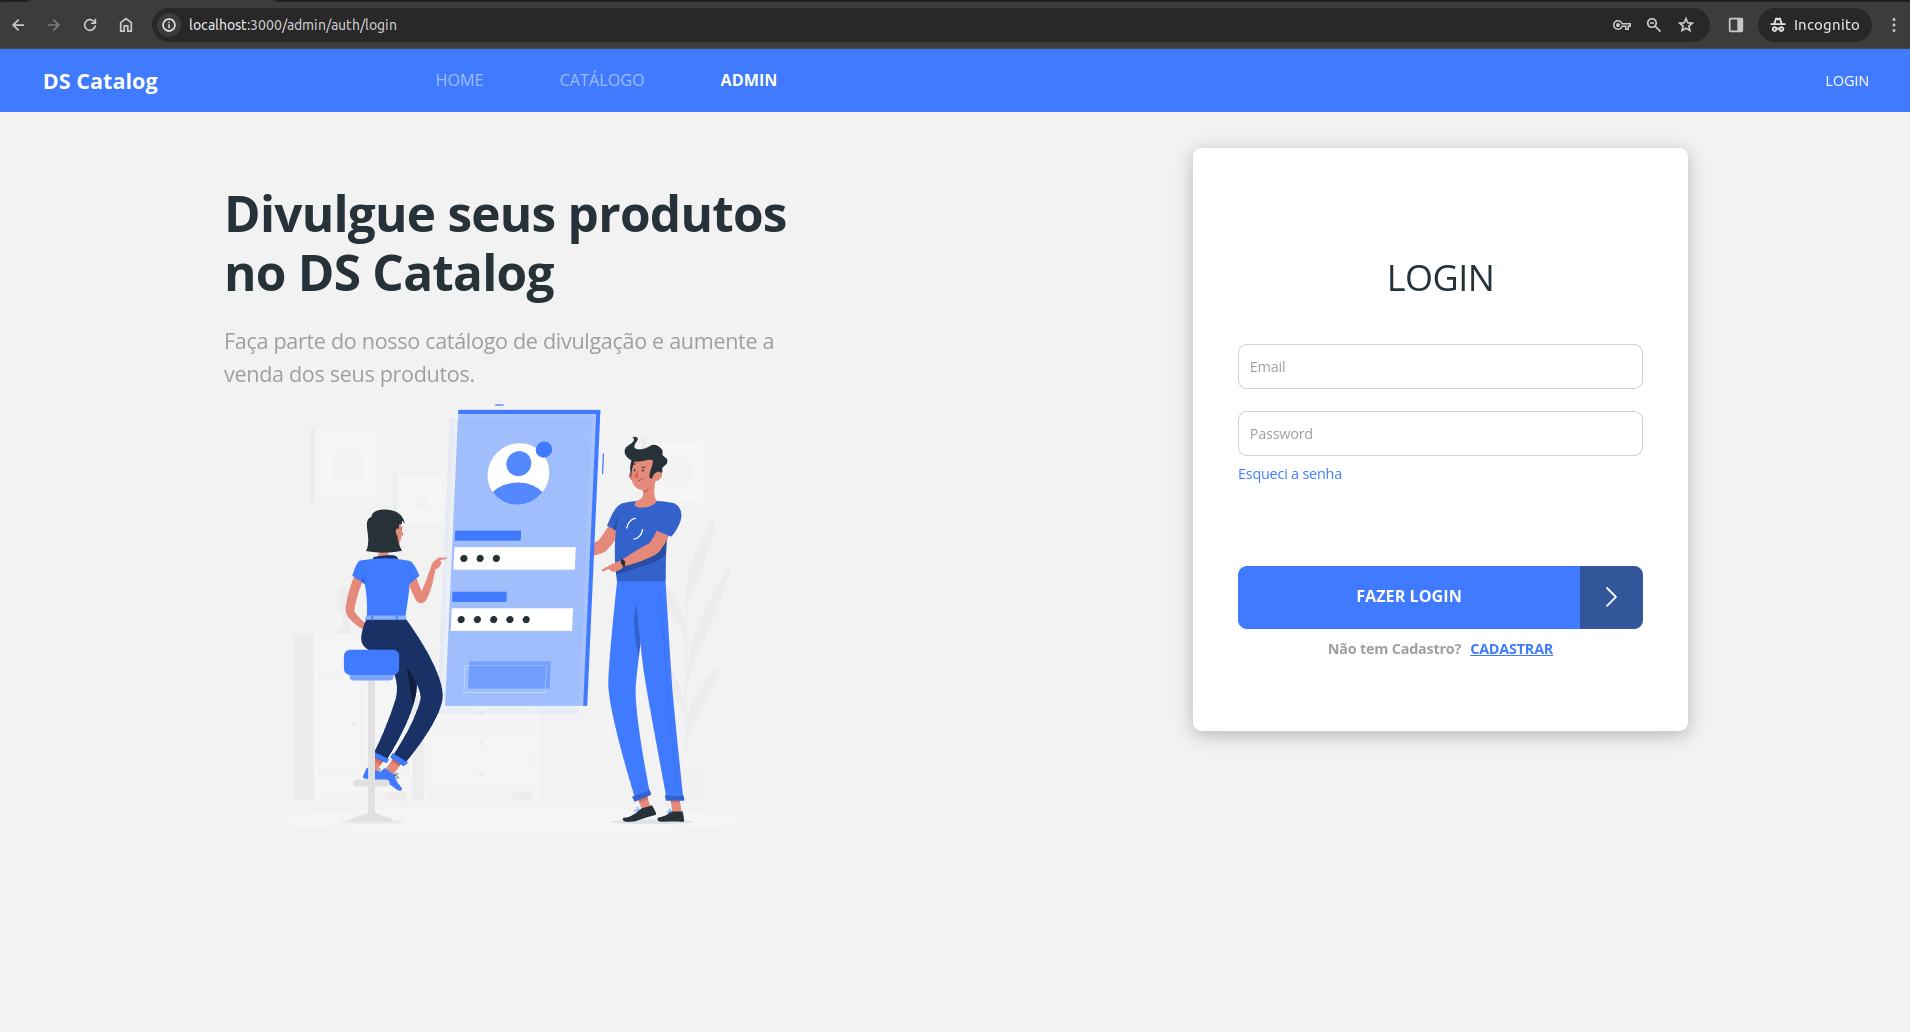 localhost:3000/admin/auth/login
Incognito
DS Catalog
HOME
CATÁLOGO
ADMIN
LOGIN
Divulgue seus produtos
no DS Catalog
Faça parte do nosso catálogo de divulgação e aumente a
venda dos seus produtos.
LOGIN
Email
Password
Esqueci a senha
FAZER LOGIN
Não tem Cadastro? CADASTRAR